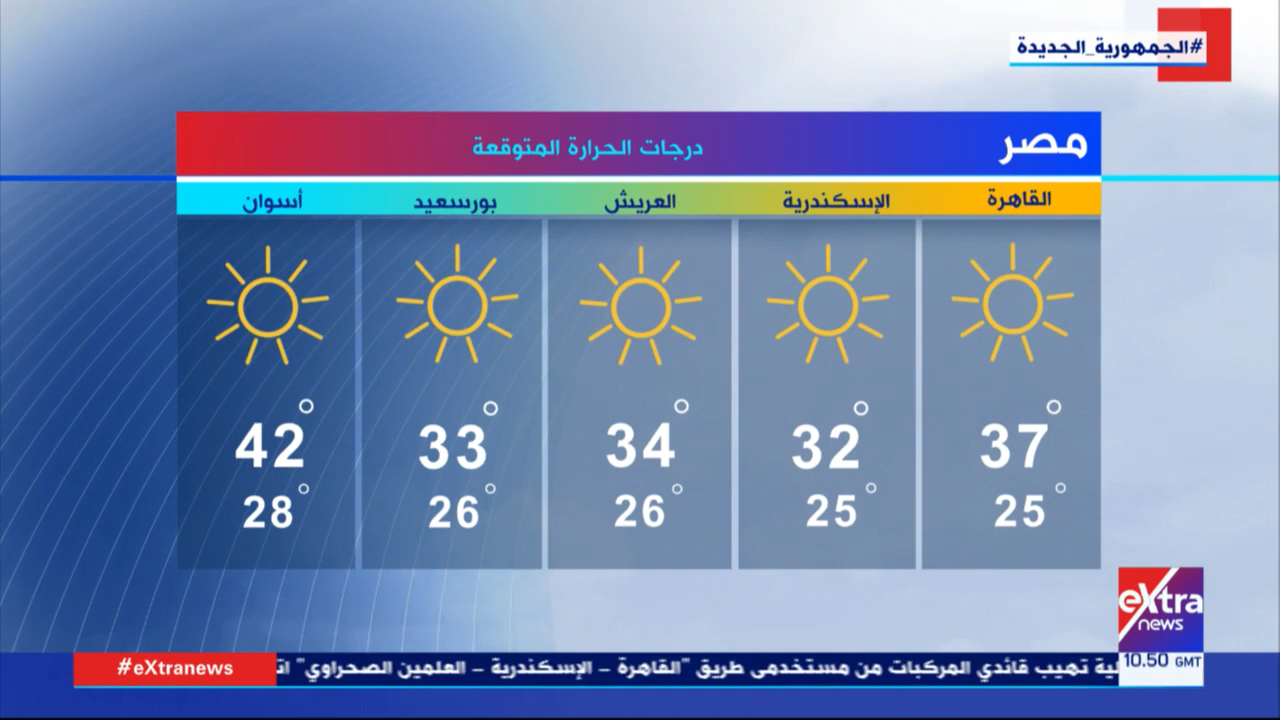 #الجمهورية_الجديدة
مصر
درجات الحرارة المتوقعة
القاهرة
الإسكندرية
العريش
بورسعيد
أسوان
37° 32° 34° 33° 42°
25° 25° 26° 26° 28°
eXtra
news
10.50 GMT
تهيب قائدي المركبات من مستخدمى طريق "القاهرة – الإسكندرية – العلمين الصحراوي"
#eXtranews